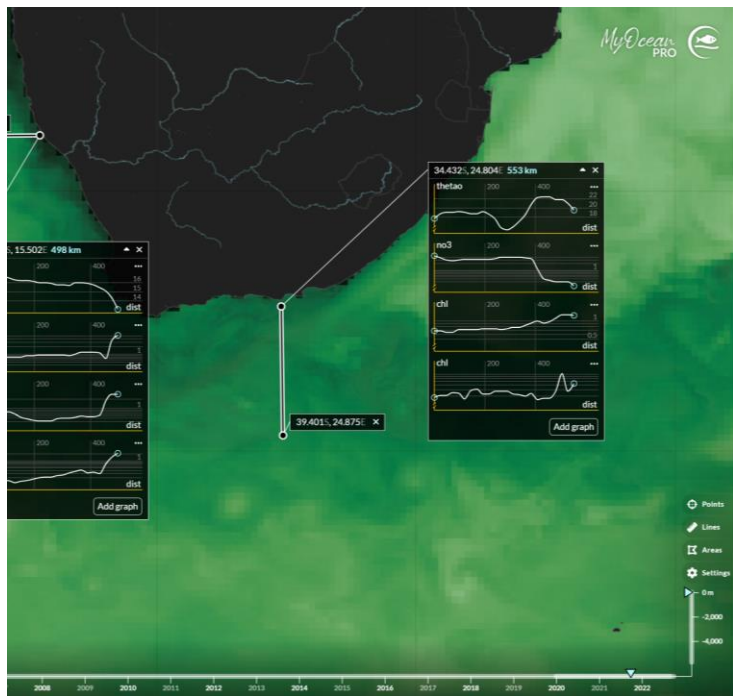 MyOcean
PRO
34.432S, 24.804E 553 km
thetao
200
400
22
20
18
dist
no3
200
400
1
dist
chl
200
400
1
0.5
dist
chl
200
400
dist
Add graph
S, 15.502E 498 km
200
400
16
15
14
dist
200
400
1
dist
200
400
1
dist
200
400
1
dist
Add graph
39.401S, 24.875E
Points
Lines
Areas
Settings
0 m
-2,000
-4,000
2008 2009 2010 2011 2012 2013 2014 2015 2016 2017 2018 2019 2020 2021 2022